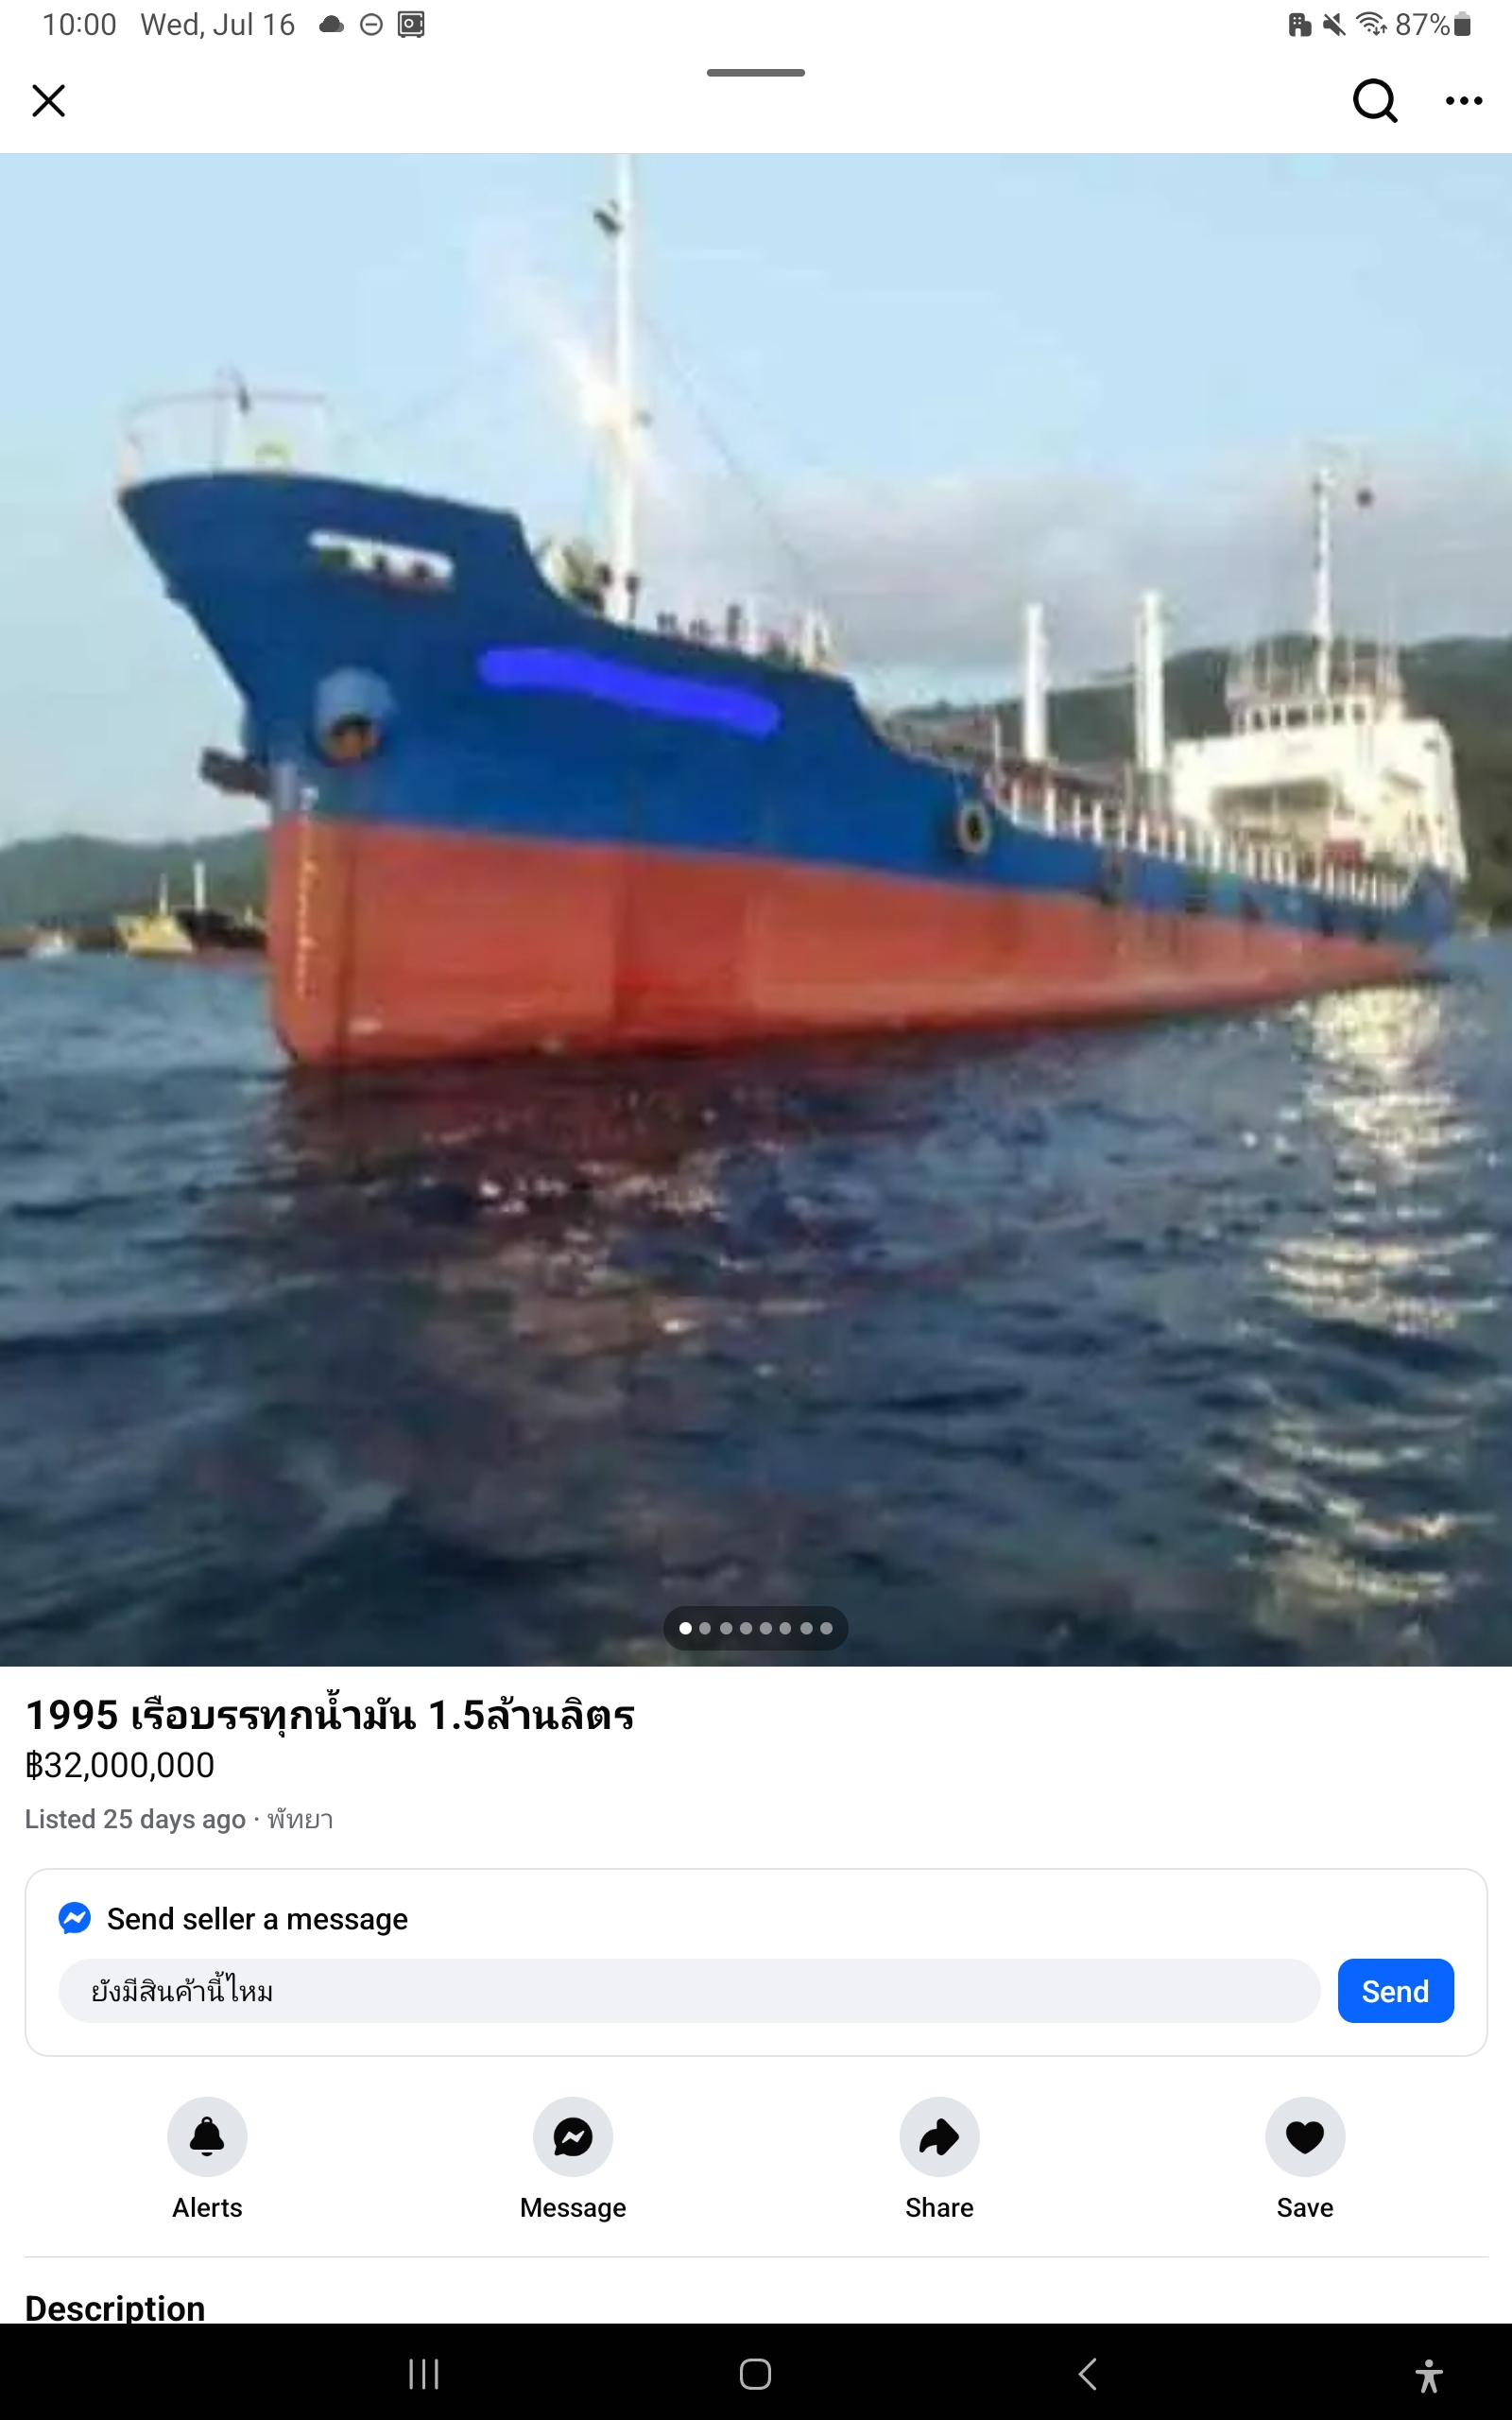 10:00 Wed, Jul 16 87%
1995 เรือบรรทุกน้ำมัน 1.5ล้านลิตร
฿32,000,000
Listed 25 days ago · พัทยา
Send seller a message
ยังมีสินค้านี้ไหม
Send
Alerts Message Share Save
Description